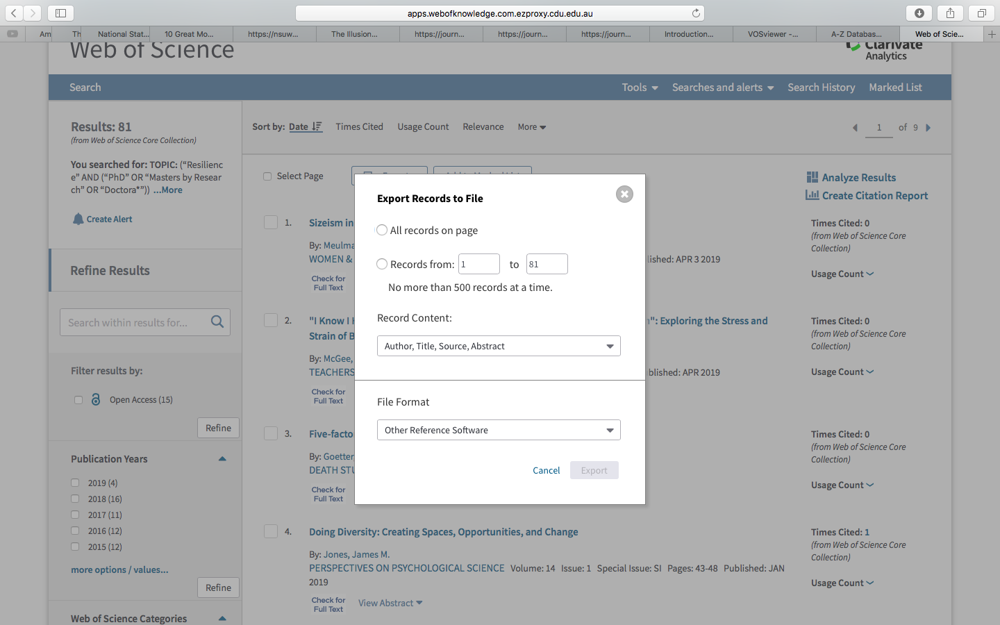 apps.webofknowledge.com.ezproxy.cdu.edu.au
Am
Th
National Stat...
10 Great Mo...
https://nsuw...
The Illusion...
https://journ...
https://journ...
https://journ...
Introduction...
VOSviewer -...
A-Z Databas...
Web of Scie...
Web of Science
Clarivate
Analytics
Search
Tools
Searches and alerts
Search History
Marked List
Results: 81
(from Web of Science Core Collection)
You searched for: TOPIC: (“Resilienc
e” AND (“PhD” OR “Masters by Resear
ch” OR “Doctora*”)) ...More
Create Alert
Refine Results
Search within results for...
Filter results by:
Open Access (15)
Refine
Publication Years
2019 (4)
2018 (16)
2017 (11)
2016 (12)
2015 (12)
more options / values...
Refine
Web of Science Categories
Sort by: Date
Times Cited
Usage Count
Relevance
More
1 of 9
Select Page
Analyze Results
Create Citation Report
Export Records to File
All records on page
Records from: 1 to 81
No more than 500 records at a time.
Record Content:
Author, Title, Source, Abstract
File Format
Other Reference Software
Cancel
Export
1. Sizeism in
By: Meulma
WOMEN & lished: APR 3 2019
Check for
Full Text
Times Cited: 0
(from Web of Science Core
Collection)
Usage Count
2. "I Know I ": Exploring the Stress and
Strain of B
By: McGee,
TEACHERS blished: APR 2019
Check for
Full Text
Times Cited: 0
(from Web of Science Core
Collection)
Usage Count
3. Five-facto
By: Goetter,
DEATH STU
Check for
Full Text
Times Cited: 0
(from Web of Science Core
Collection)
Usage Count
4. Doing Diversity: Creating Spaces, Opportunities, and Change
By: Jones, James M.
PERSPECTIVES ON PSYCHOLOGICAL SCIENCE Volume: 14 Issue: 1 Special Issue: SI Pages: 43-48 Published: JAN
2019
Check for
Full Text
View Abstract
Times Cited: 1
(from Web of Science Core
Collection)
Usage Count